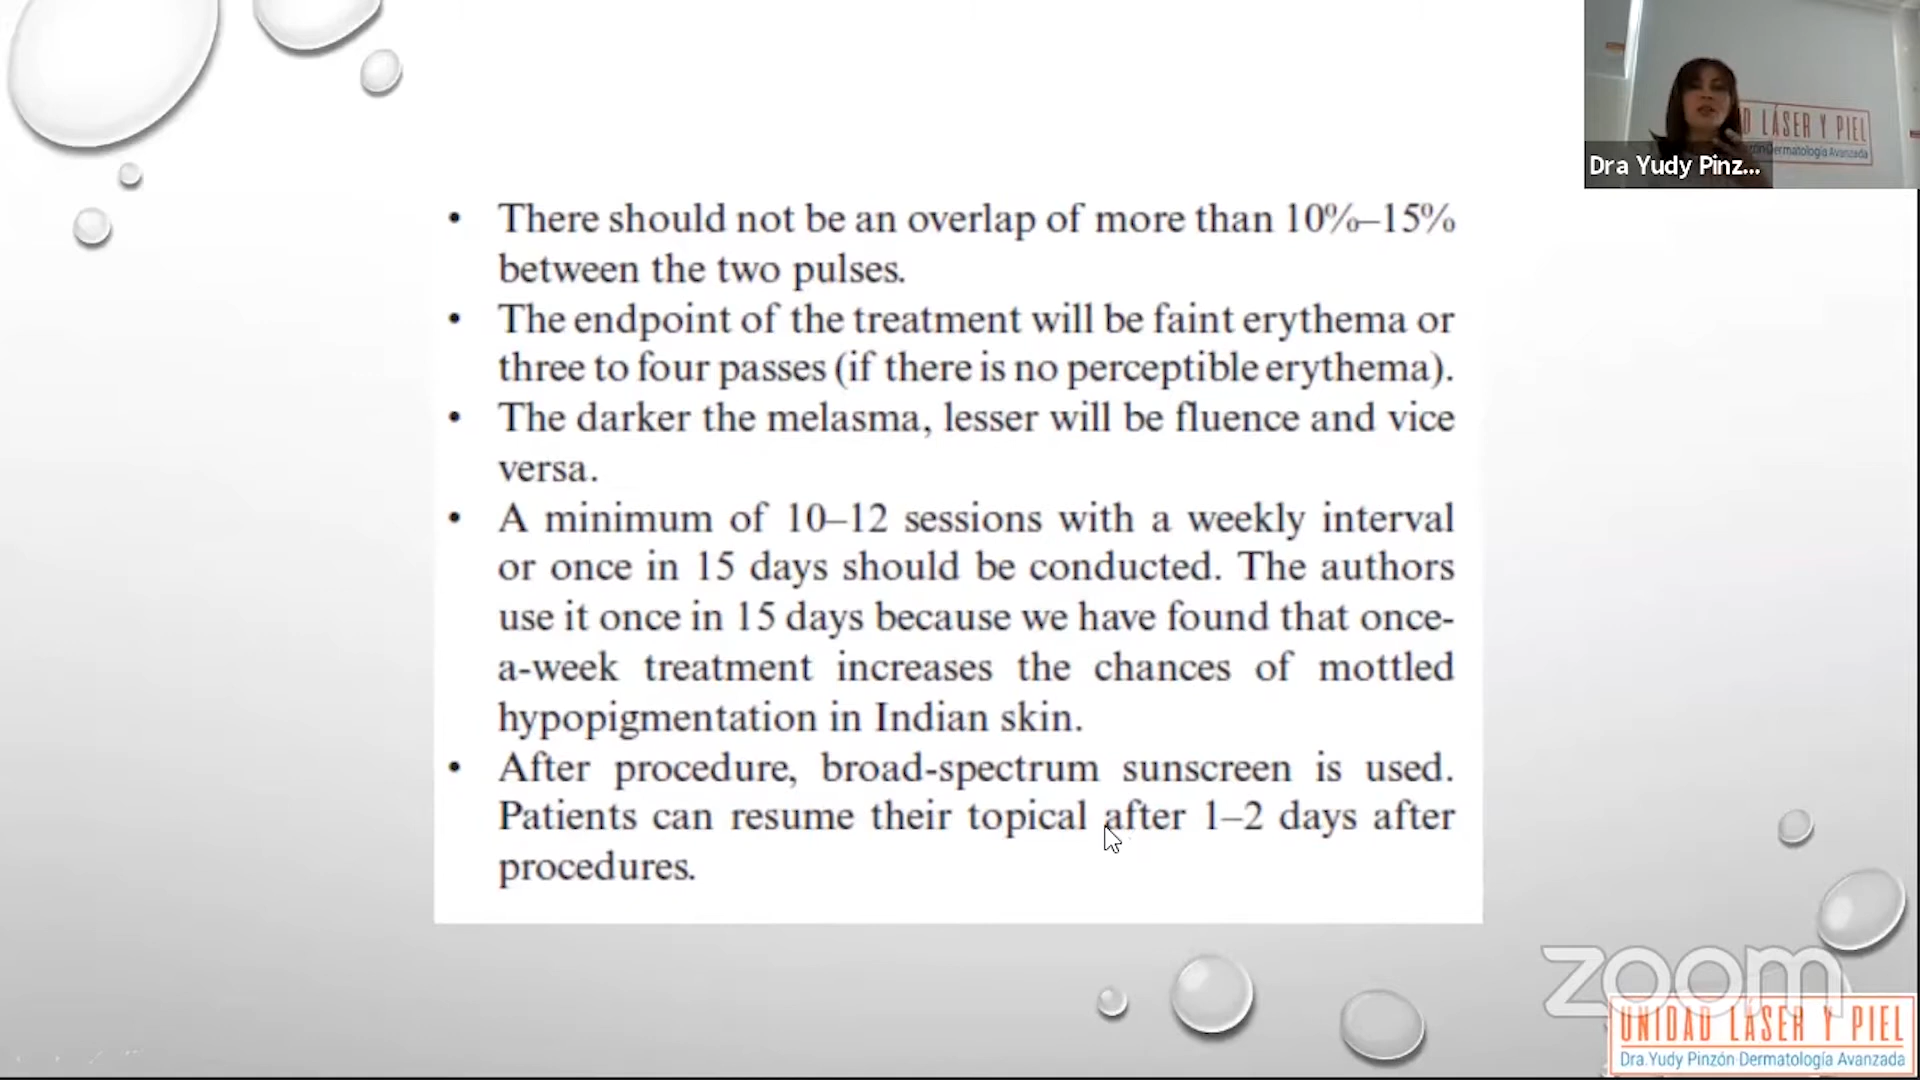 D LÁSER Y PIEL
Dermatología Avanzada
Dra Yudy Pinz...
• There should not be an overlap of more than 10%–15%
between the two pulses.
• The endpoint of the treatment will be faint erythema or
three to four passes (if there is no perceptible erythema).
• The darker the melasma, lesser will be fluence and vice
versa.
• A minimum of 10–12 sessions with a weekly interval
or once in 15 days should be conducted. The authors
use it once in 15 days because we have found that once-
a-week treatment increases the chances of mottled
hypopigmentation in Indian skin.
• After procedure, broad-spectrum sunscreen is used.
Patients can resume their topical after 1–2 days after
procedures.
zoom
UNIDAD LÁSER Y PIEL
Dra.Yudy Pinzón Dermatología Avanzada